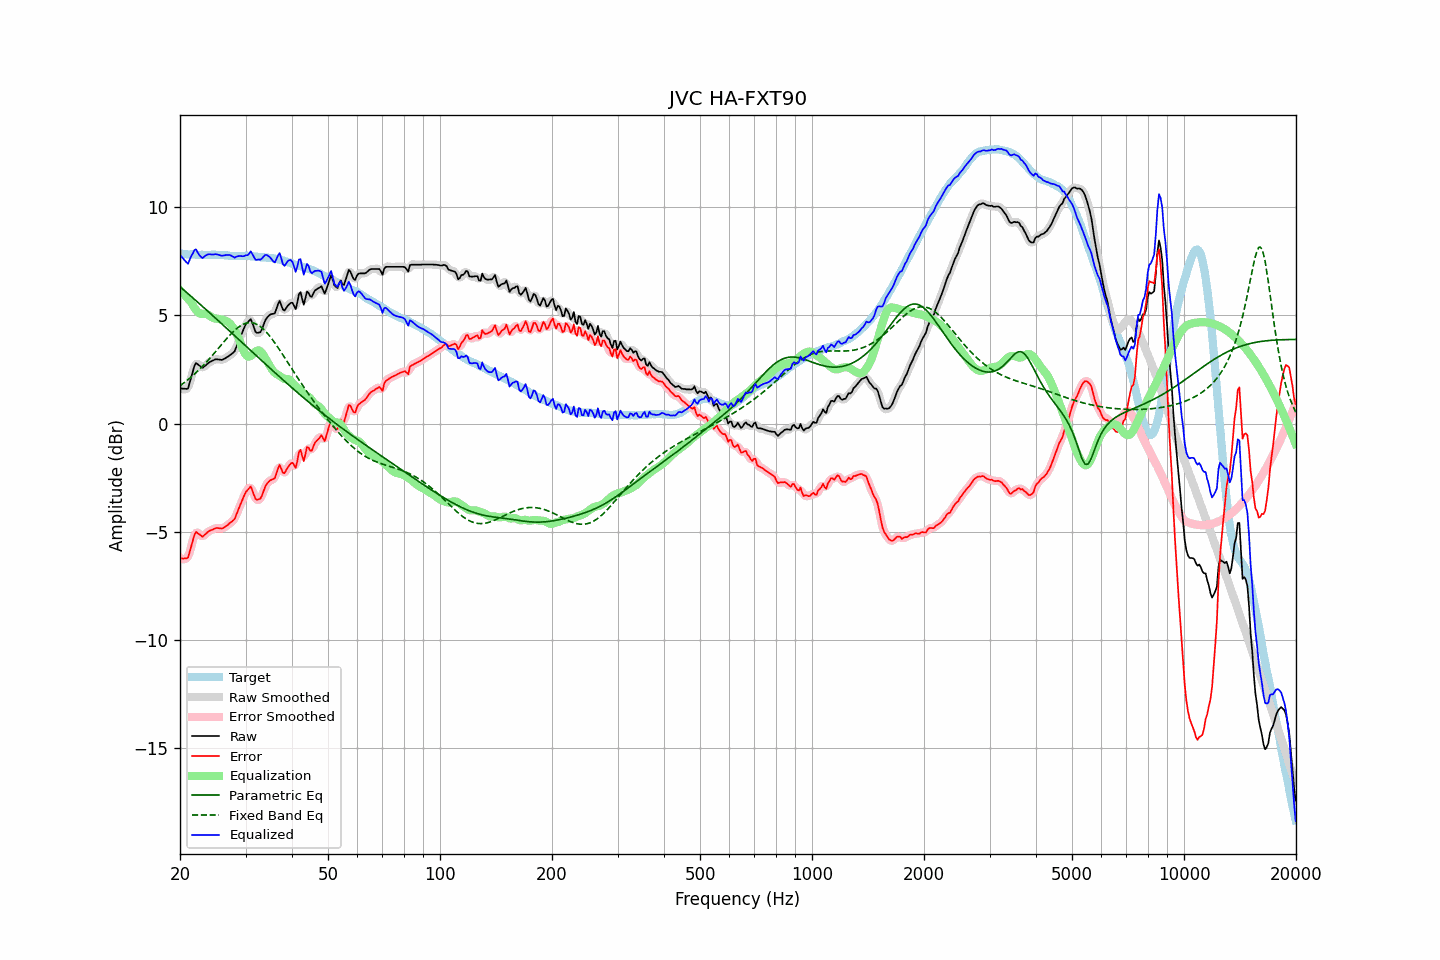 JVC HA-FXT90
Amplitude (dBr)
10
5
0
−5
−10
−15
Target
Raw Smoothed
Error Smoothed
Raw
Error
Equalization
Parametric Eq
Fixed Band Eq
Equalized
20 50 100 200 500 1000 2000 5000 10000 20000
Frequency (Hz)